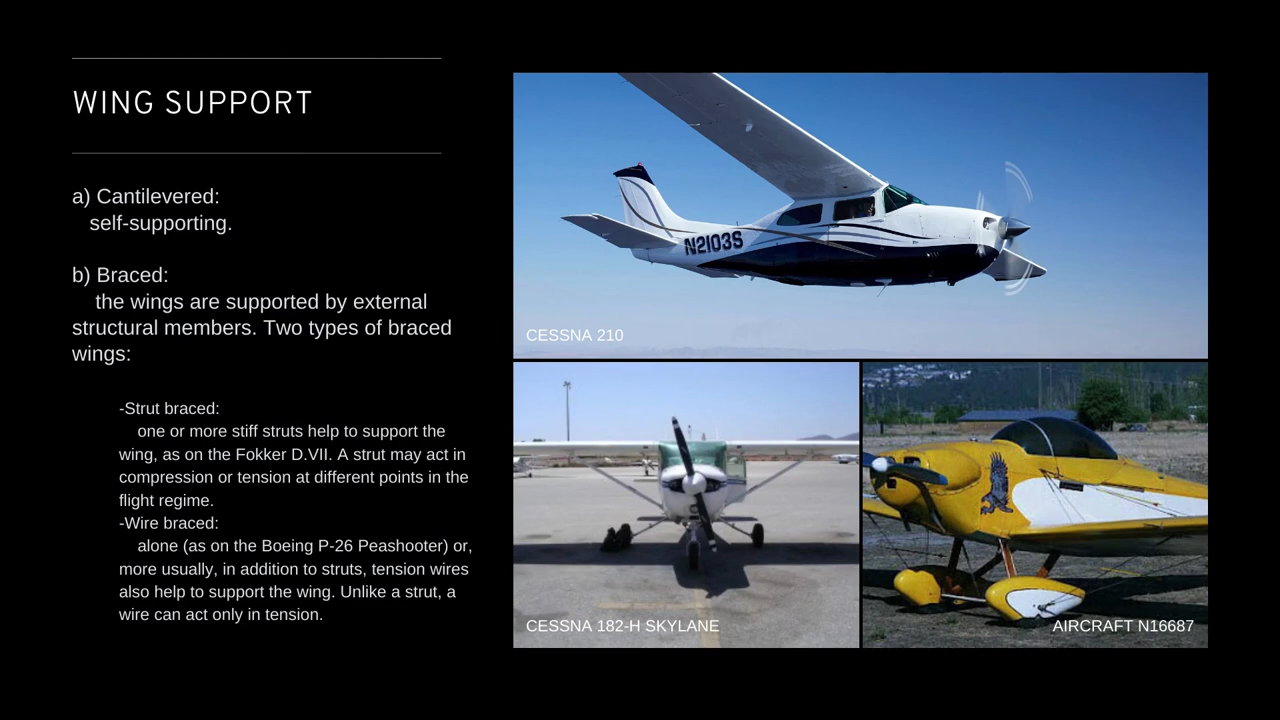 WING SUPPORT
a) Cantilevered:
self-supporting.
b) Braced:
the wings are supported by external
structural members. Two types of braced
wings:
-Strut braced:
one or more stiff struts help to support the
wing, as on the Fokker D.VII. A strut may act in
compression or tension at different points in the
flight regime.
-Wire braced:
alone (as on the Boeing P-26 Peashooter) or,
more usually, in addition to struts, tension wires
also help to support the wing. Unlike a strut, a
wire can act only in tension.
N2103S
CESSNA 210
CESSNA 182-H SKYLANE
AIRCRAFT N16687